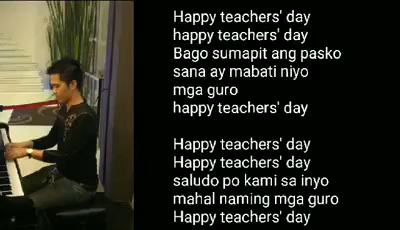 Happy teachers' day
happy teachers' day
Bago sumapit ang pasko
sana ay mabati niyo
mga guro
happy teachers' day
Happy teachers' day
Happy teachers' day
saludo po kami sa inyo
mahal naming mga guro
Happy teachers' day